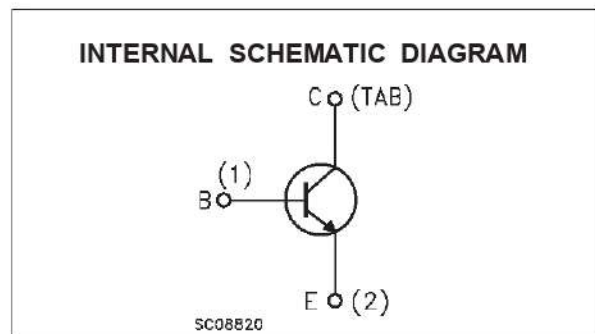 INTERNAL SCHEMATIC DIAGRAM
C (TAB)
(1)
B
E (2)
SC08820